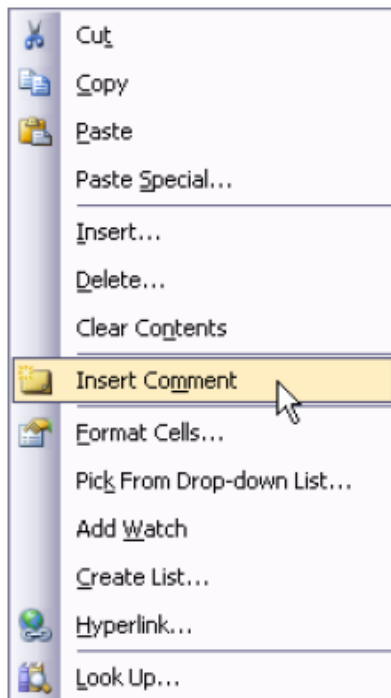 Cut
Copy
Paste
Paste Special...
Insert...
Delete...
Clear Contents
Insert Comment
Format Cells...
Pick From Drop-down List...
Add Watch
Create List...
Hyperlink...
Look Up...